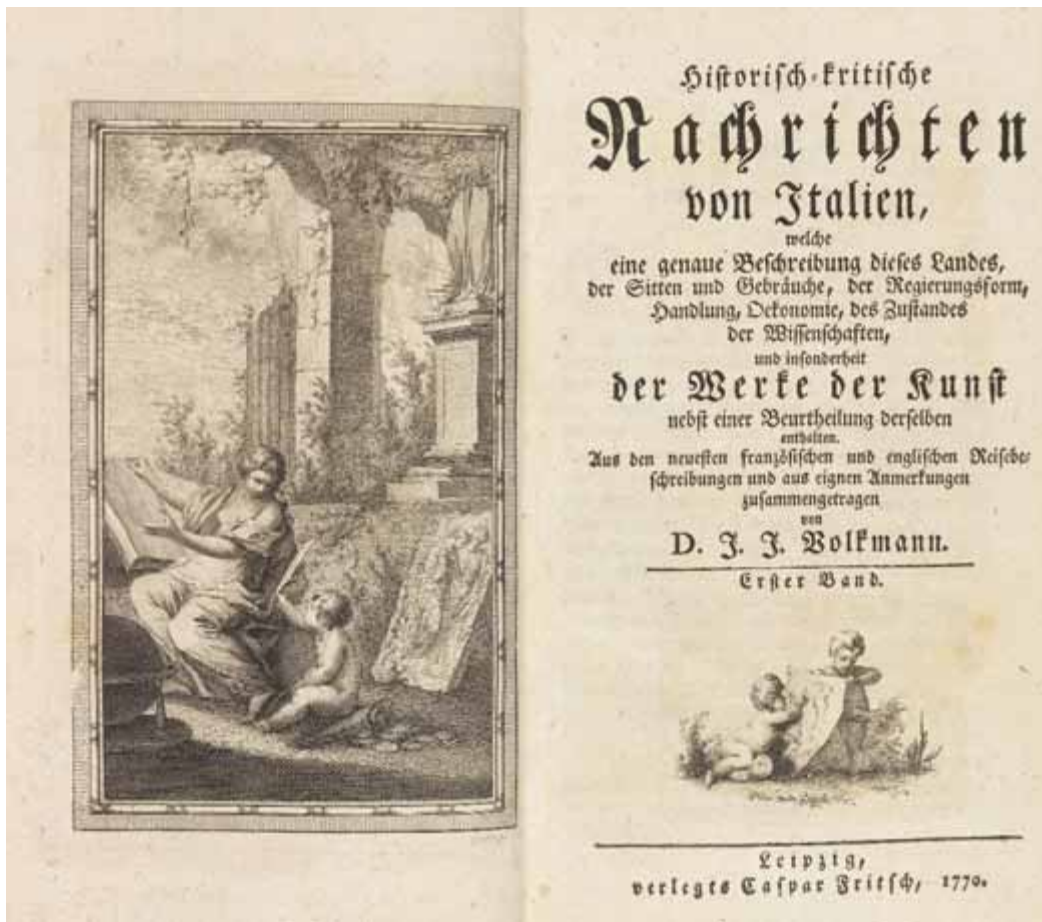 Historisch-kritische
Nachrichten
von Italien,
welche
eine genaue Beschreibung dieses Landes,
der Sitten und Gebräuche, der Regierungsform,
Handlung, Oekonomie, des Zustandes
der Wissenschaften,
und insonderheit
der Werke der Kunst
nebst einer Beurtheilung derselben
enthalten.
Aus den neuesten französischen und englischen Reisebe-
schreibungen und aus eignen Anmerkungen
zusammengetragen
von
D. J. J. Volkmann.
Erster Band.
Leipzig,
verlegts Caspar Fritsch, 1770.